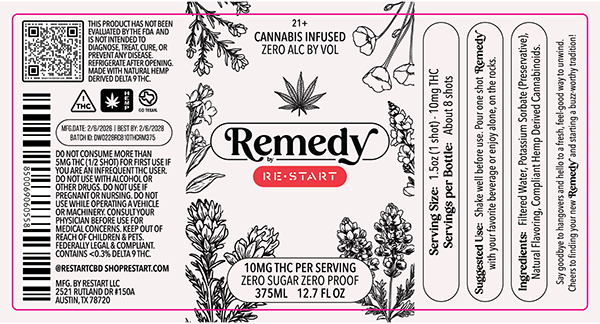 THIS PRODUCT HAS NOT BEEN
EVALUATED BY THE FDA AND
IS NOT INTENDED TO
DIAGNOSE, TREAT, CURE, OR
PREVENT ANY DISEASE.
REFRIGERATE AFTER OPENING.
MADE WITH NATURAL HEMP
DERIVED DELTA 9 THC.
THC
HEMP
GO TEXAN.
MFG.DATE: 2/6/2026 | BEST BY: 2/6/2028
BATCH ID: DW0228RCB10THCRM375
DO NOT CONSUME MORE THAN
5MG THC (1/2 SHOT) FOR FIRST USE IF
YOU ARE AN INFREQUENT THC USER.
DO NOT USE WITH ALCOHOL OR
OTHER DRUGS. DO NOT USE IF
PREGNANT OR NURSING. DO NOT
USE WHILE OPERATING A VEHICLE
OR MACHINERY. CONSULT YOUR
PHYSICIAN BEFORE USE FOR
MEDICAL CONCERNS. KEEP OUT OF
REACH OF CHILDREN & PETS.
FEDERALLY LEGAL & COMPLIANT.
CONTAINS <0.3% DELTA 9 THC.
@RESTARTCBD SHOPRESTART.COM
MFG. BY RESTART LLC
2521 RUTLAND DR #150A
AUSTIN, TX 78720
21+
CANNABIS INFUSED
ZERO ALC BY VOL
Remedy
by
RE·START
10MG THC PER SERVING
ZERO SUGAR ZERO PROOF
375ML 12.7 FL OZ
Serving Size: 1.5oz (1 shot) - 10mg THC
Servings per Bottle: About 8 shots
Suggested Use: Shake well before use. Pour one shot Remedy
with your favorite beverage or enjoy alone, on the rocks.
Ingredients: Filtered Water, Potassium Sorbate (Preservative),
Natural Flavoring, Compliant Hemp Derived Cannabinoids.
Say goodbye to hangovers and hello to a fresh, feel-good way to unwind.
Cheers to finding your new Remedy and starting a buzz-worthy tradition!